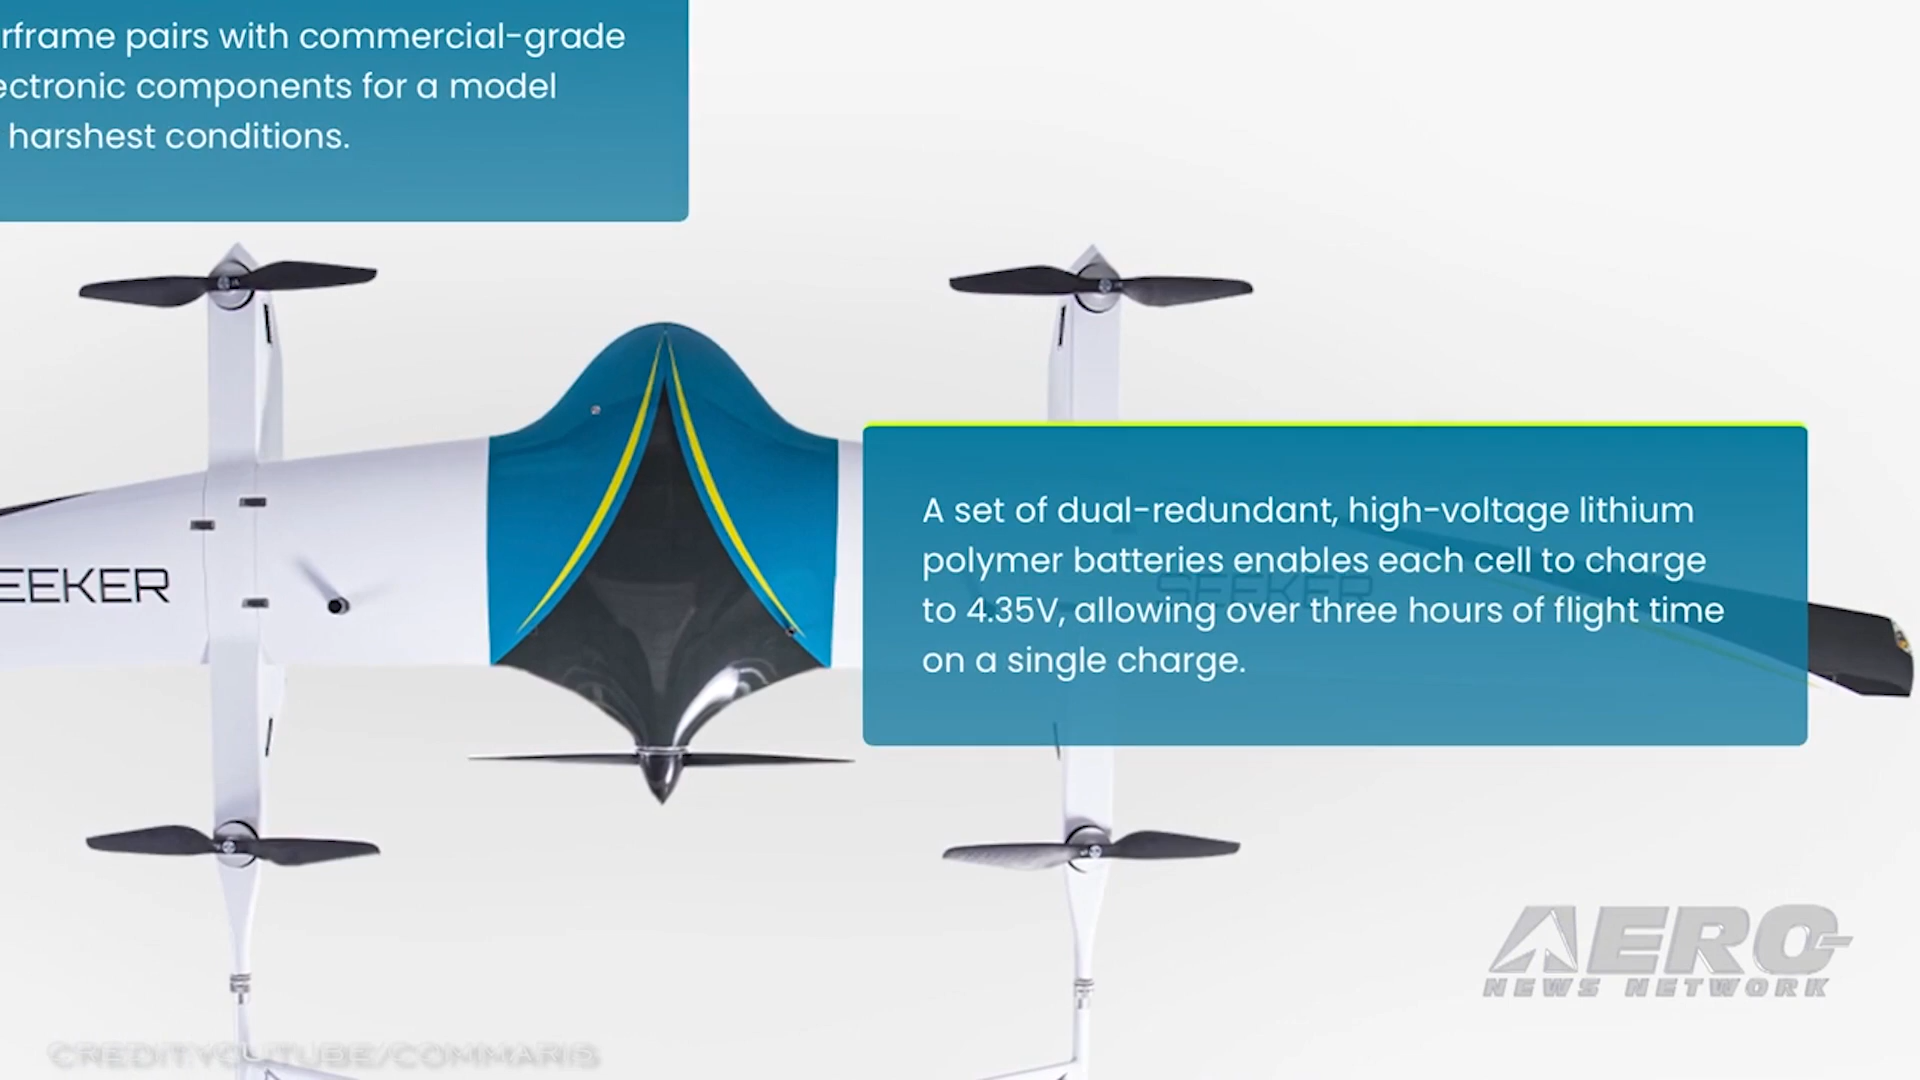 rframe pairs with commercial-grade
ectronic components for a model
harshest conditions.
EEKER
A set of dual-redundant, high-voltage lithium
polymer batteries enables each cell to charge
to 4.35V, allowing over three hours of flight time
on a single charge.
SEEKER
AERO
NEWS NETWORK
CREDIT:YOUTUBE/COMMARIS